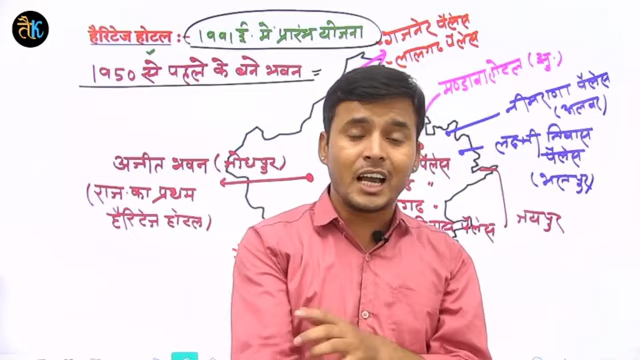 तैK
हैरिटेज होटल :- 1991 ई. में प्रारंभ योजना
1950 से पहले के बने भवन =
गजनेर पैलेस
लालगढ़ पैलेस
मण्डावा होटल (झु.)
नीमराणा पैलेस
(अलवर)
लक्ष्मी निवास
पैलेस
(भरतपुर)
अजीत भवन (जोधपुर)
(राज. का प्रथम
हैरिटेज होटल)
पैलेस
पैलेस
जयपुर